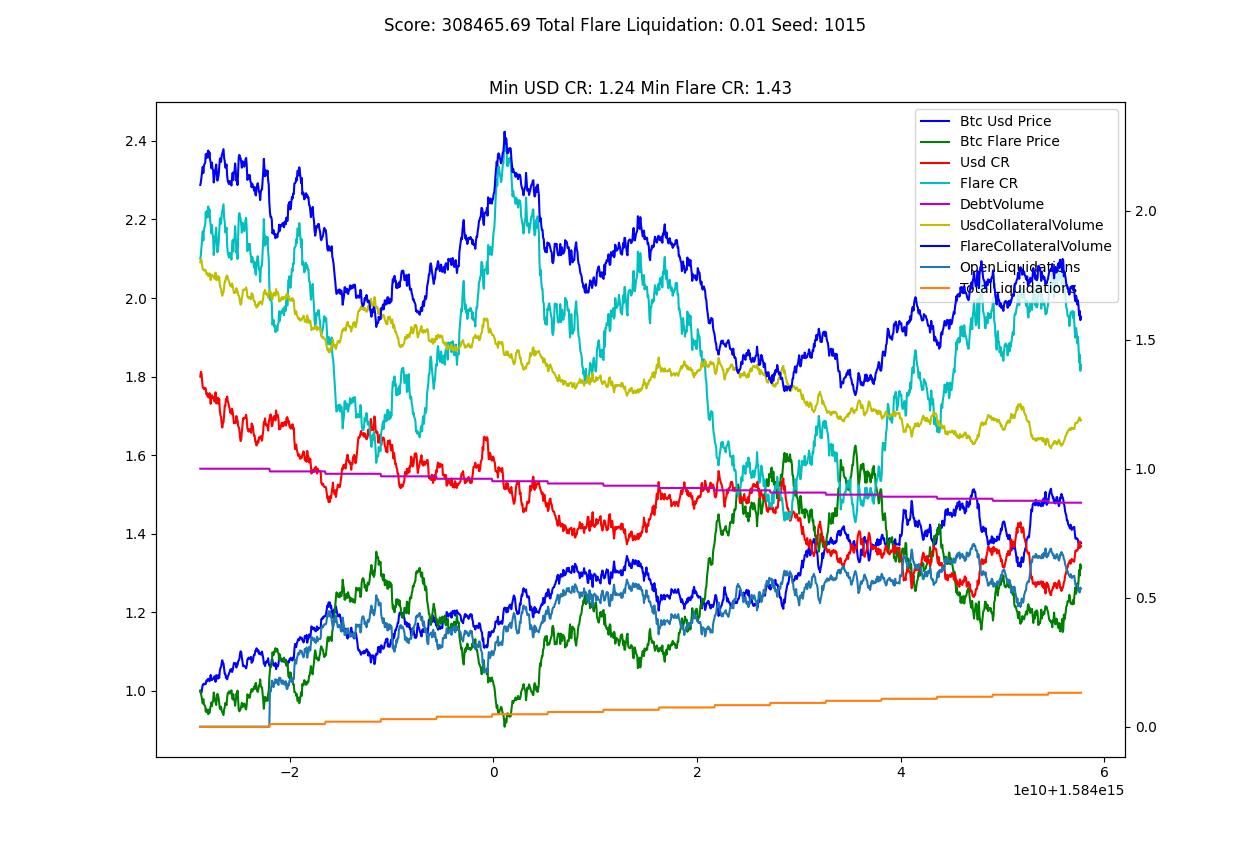 Score: 308465.69 Total Flare Liquidation: 0.01 Seed: 1015
Min USD CR: 1.24 Min Flare CR: 1.43
Btc Usd Price
Btc Flare Price
Usd CR
Flare CR
DebtVolume
UsdCollateralVolume
FlareCollateralVolume
OpenLiquidations
TotalLiquidations
2.4
2.2
2.0
1.8
1.6
1.4
1.2
1.0
2.0
1.5
1.0
0.5
0.0
−2
0
2
4
6
1e10+1.584e15